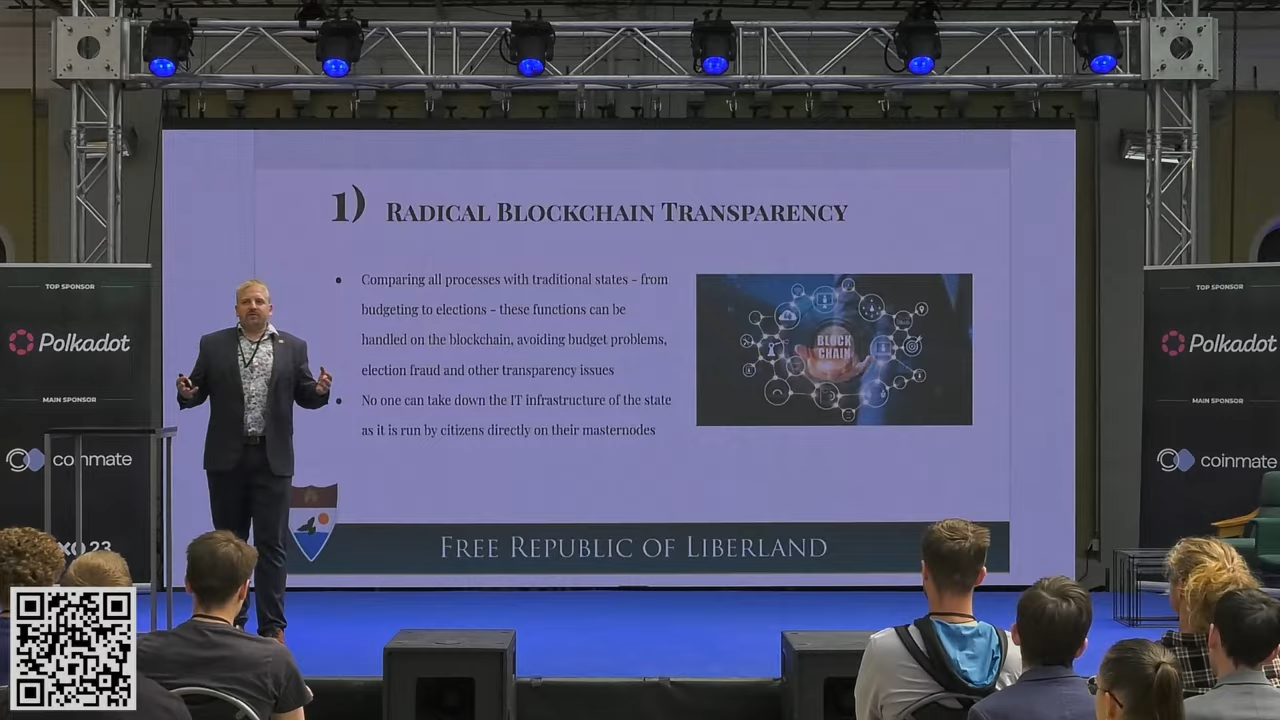 1) RADICAL BLOCKCHAIN TRANSPARENCY
Comparing all processes with traditional states - from
budgeting to elections - these functions can be
handled on the blockchain, avoiding budget problems,
election fraud and other transparency issues
No one can take down the IT infrastructure of the state
as it is run by citizens directly on their masternodes
BLOCK
CHAIN
FREE REPUBLIC OF LIBERLAND
TOP SPONSOR
Polkadot
MAIN SPONSOR
coinmate
23
TOP SPONSOR
Polkadot
MAIN SPONSOR
coinmate